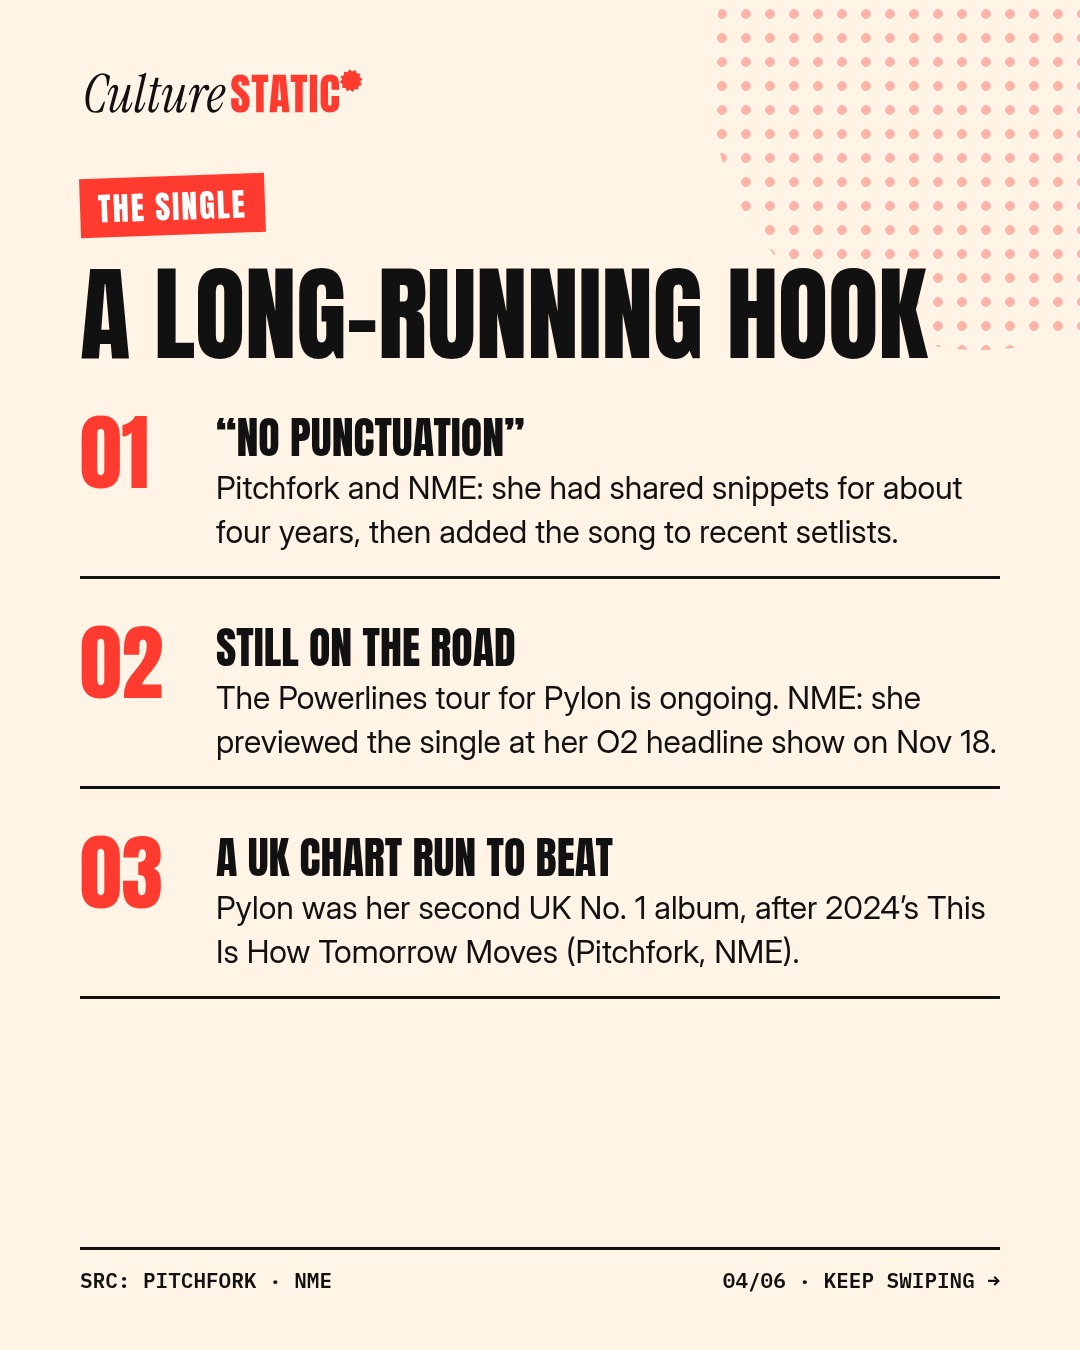 Culture STATIC
THE SINGLE
A LONG-RUNNING HOOK
01
“NO PUNCTUATION”
Pitchfork and NME: she had shared snippets for about
four years, then added the song to recent setlists.
02
STILL ON THE ROAD
The Powerlines tour for Pylon is ongoing. NME: she
previewed the single at her O2 headline show on Nov 18.
03
A UK CHART RUN TO BEAT
Pylon was her second UK No. 1 album, after 2024’s This
Is How Tomorrow Moves (Pitchfork, NME).
SRC: PITCHFORK · NME
04/06 · KEEP SWIPING →